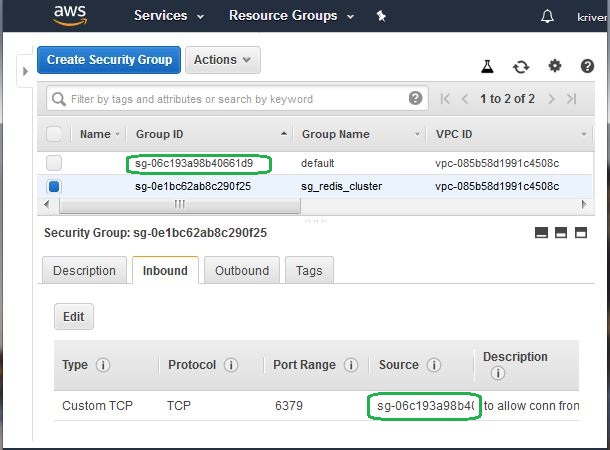 aws Services Resource Groups kriver
Create Security Group Actions
Filter by tags and attributes or search by keyword 1 to 2 of 2
Name Group ID Group Name VPC ID
sg-06c193a98b40661d9 default vpc-085b58d1991c4508c
sg-0e1bc62ab8c290f25 sg_redis_cluster vpc-085b58d1991c4508c
Security Group: sg-0e1bc62ab8c290f25
Description Inbound Outbound Tags
Edit
Type Protocol Port Range Source Description
Custom TCP TCP 6379 sg-06c193a98b40 to allow conn from